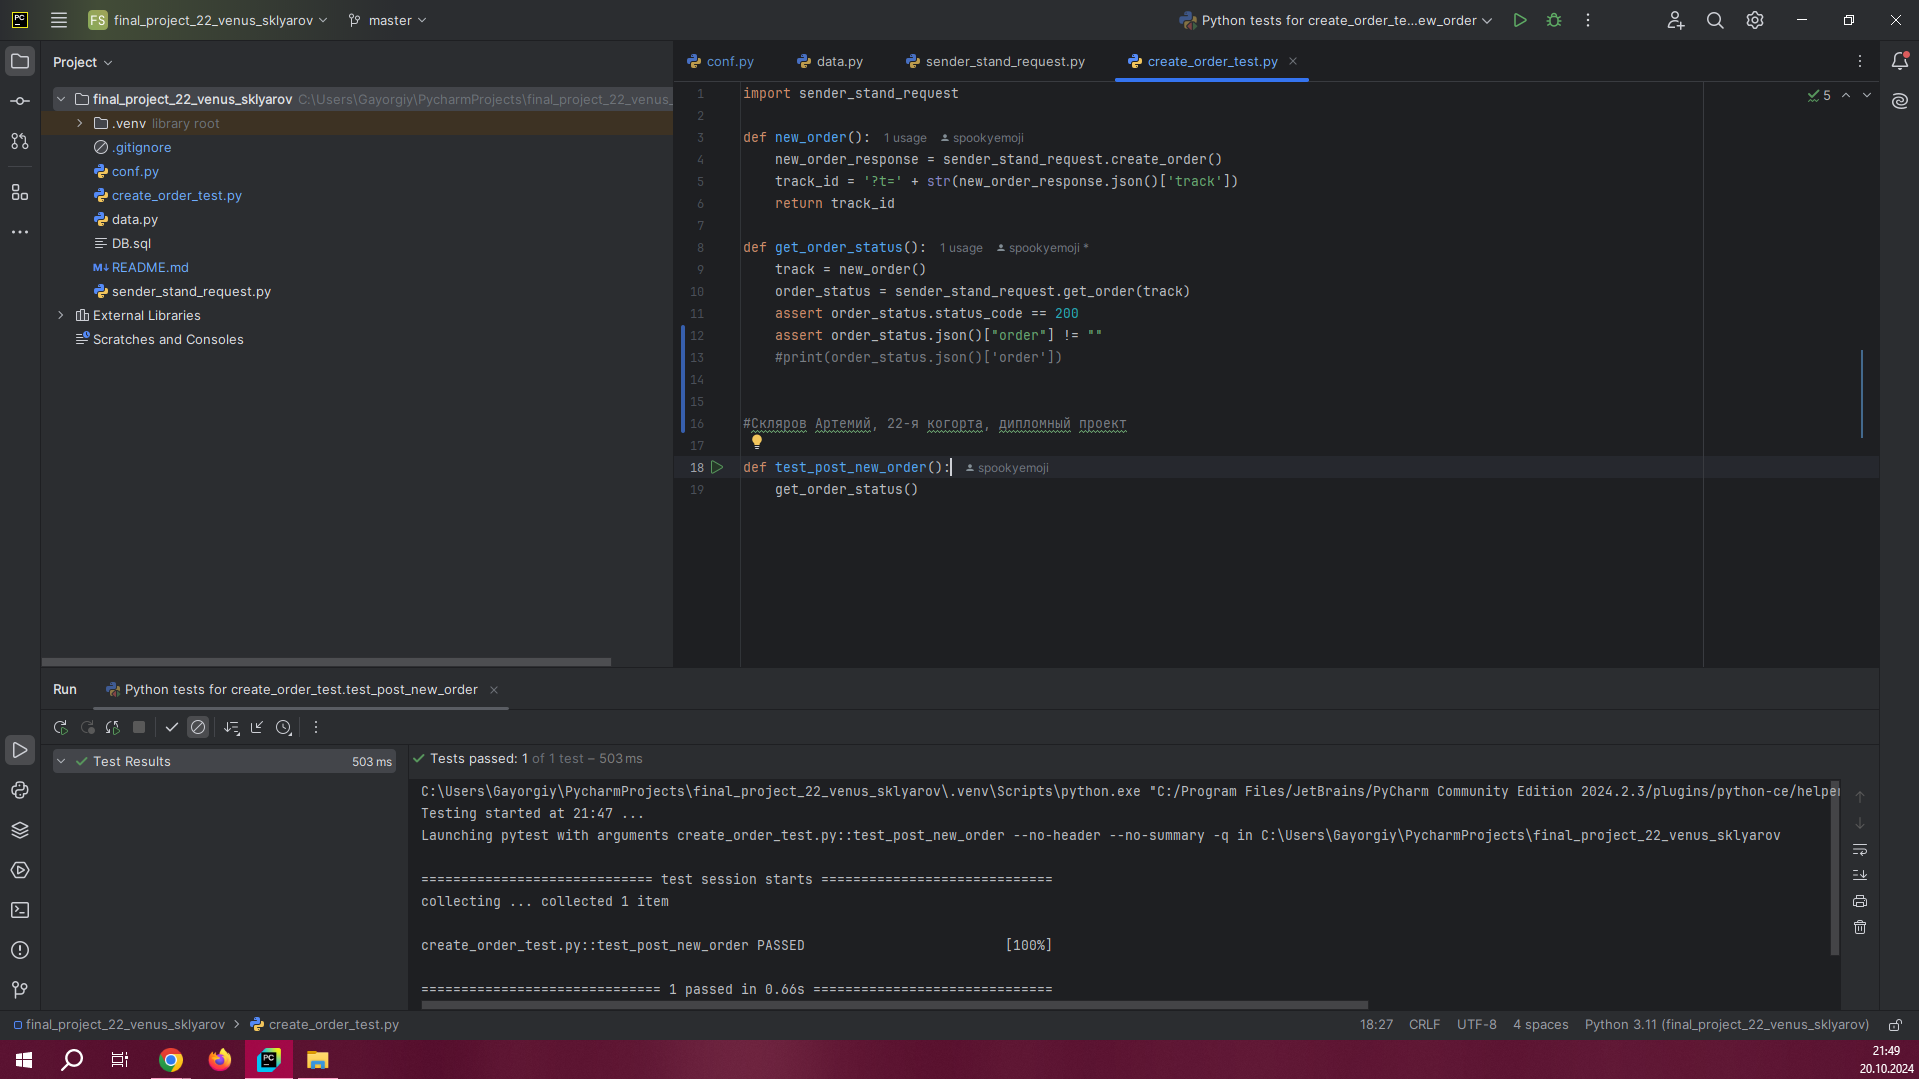 PC FS final_project_22_venus_sklyarov master Python tests for create_order_te...ew_order
Project
conf.py data.py sender_stand_request.py create_order_test.py
final_project_22_venus_sklyarov C:\Users\Gayorgiy\PycharmProjects\final_project_22_venus_
.venv library root
.gitignore
conf.py
create_order_test.py
data.py
DB.sql
M↓ README.md
sender_stand_request.py
External Libraries
Scratches and Consoles
5
1 import sender_stand_request
2
3 def new_order(): 1 usage spookyemoji
4 new_order_response = sender_stand_request.create_order()
5 track_id = '?t=' + str(new_order_response.json()['track'])
6 return track_id
7
8 def get_order_status(): 1 usage spookyemoji *
9 track = new_order()
10 order_status = sender_stand_request.get_order(track)
11 assert order_status.status_code == 200
12 assert order_status.json()["order"] != ""
13 #print(order_status.json()['order'])
14
15
16 #Скляров Артемий, 22-я когорта, дипломный проект
17
18 def test_post_new_order(): spookyemoji
19 get_order_status()
Run Python tests for create_order_test.test_post_new_order
Test Results 503 ms
Tests passed: 1 of 1 test – 503 ms
C:\Users\Gayorgiy\PycharmProjects\final_project_22_venus_sklyarov\.venv\Scripts\python.exe "C:/Program Files/JetBrains/PyCharm Community Edition 2024.2.3/plugins/python-ce/helper
Testing started at 21:47 ...
Launching pytest with arguments create_order_test.py::test_post_new_order --no-header --no-summary -q in C:\Users\Gayorgiy\PycharmProjects\final_project_22_venus_sklyarov
============================= test session starts =============================
collecting ... collected 1 item
create_order_test.py::test_post_new_order PASSED [100%]
============================== 1 passed in 0.66s ==============================
final_project_22_venus_sklyarov create_order_test.py 18:27 CRLF UTF-8 4 spaces Python 3.11 (final_project_22_venus_sklyarov)
PC
21:49
20.10.2024